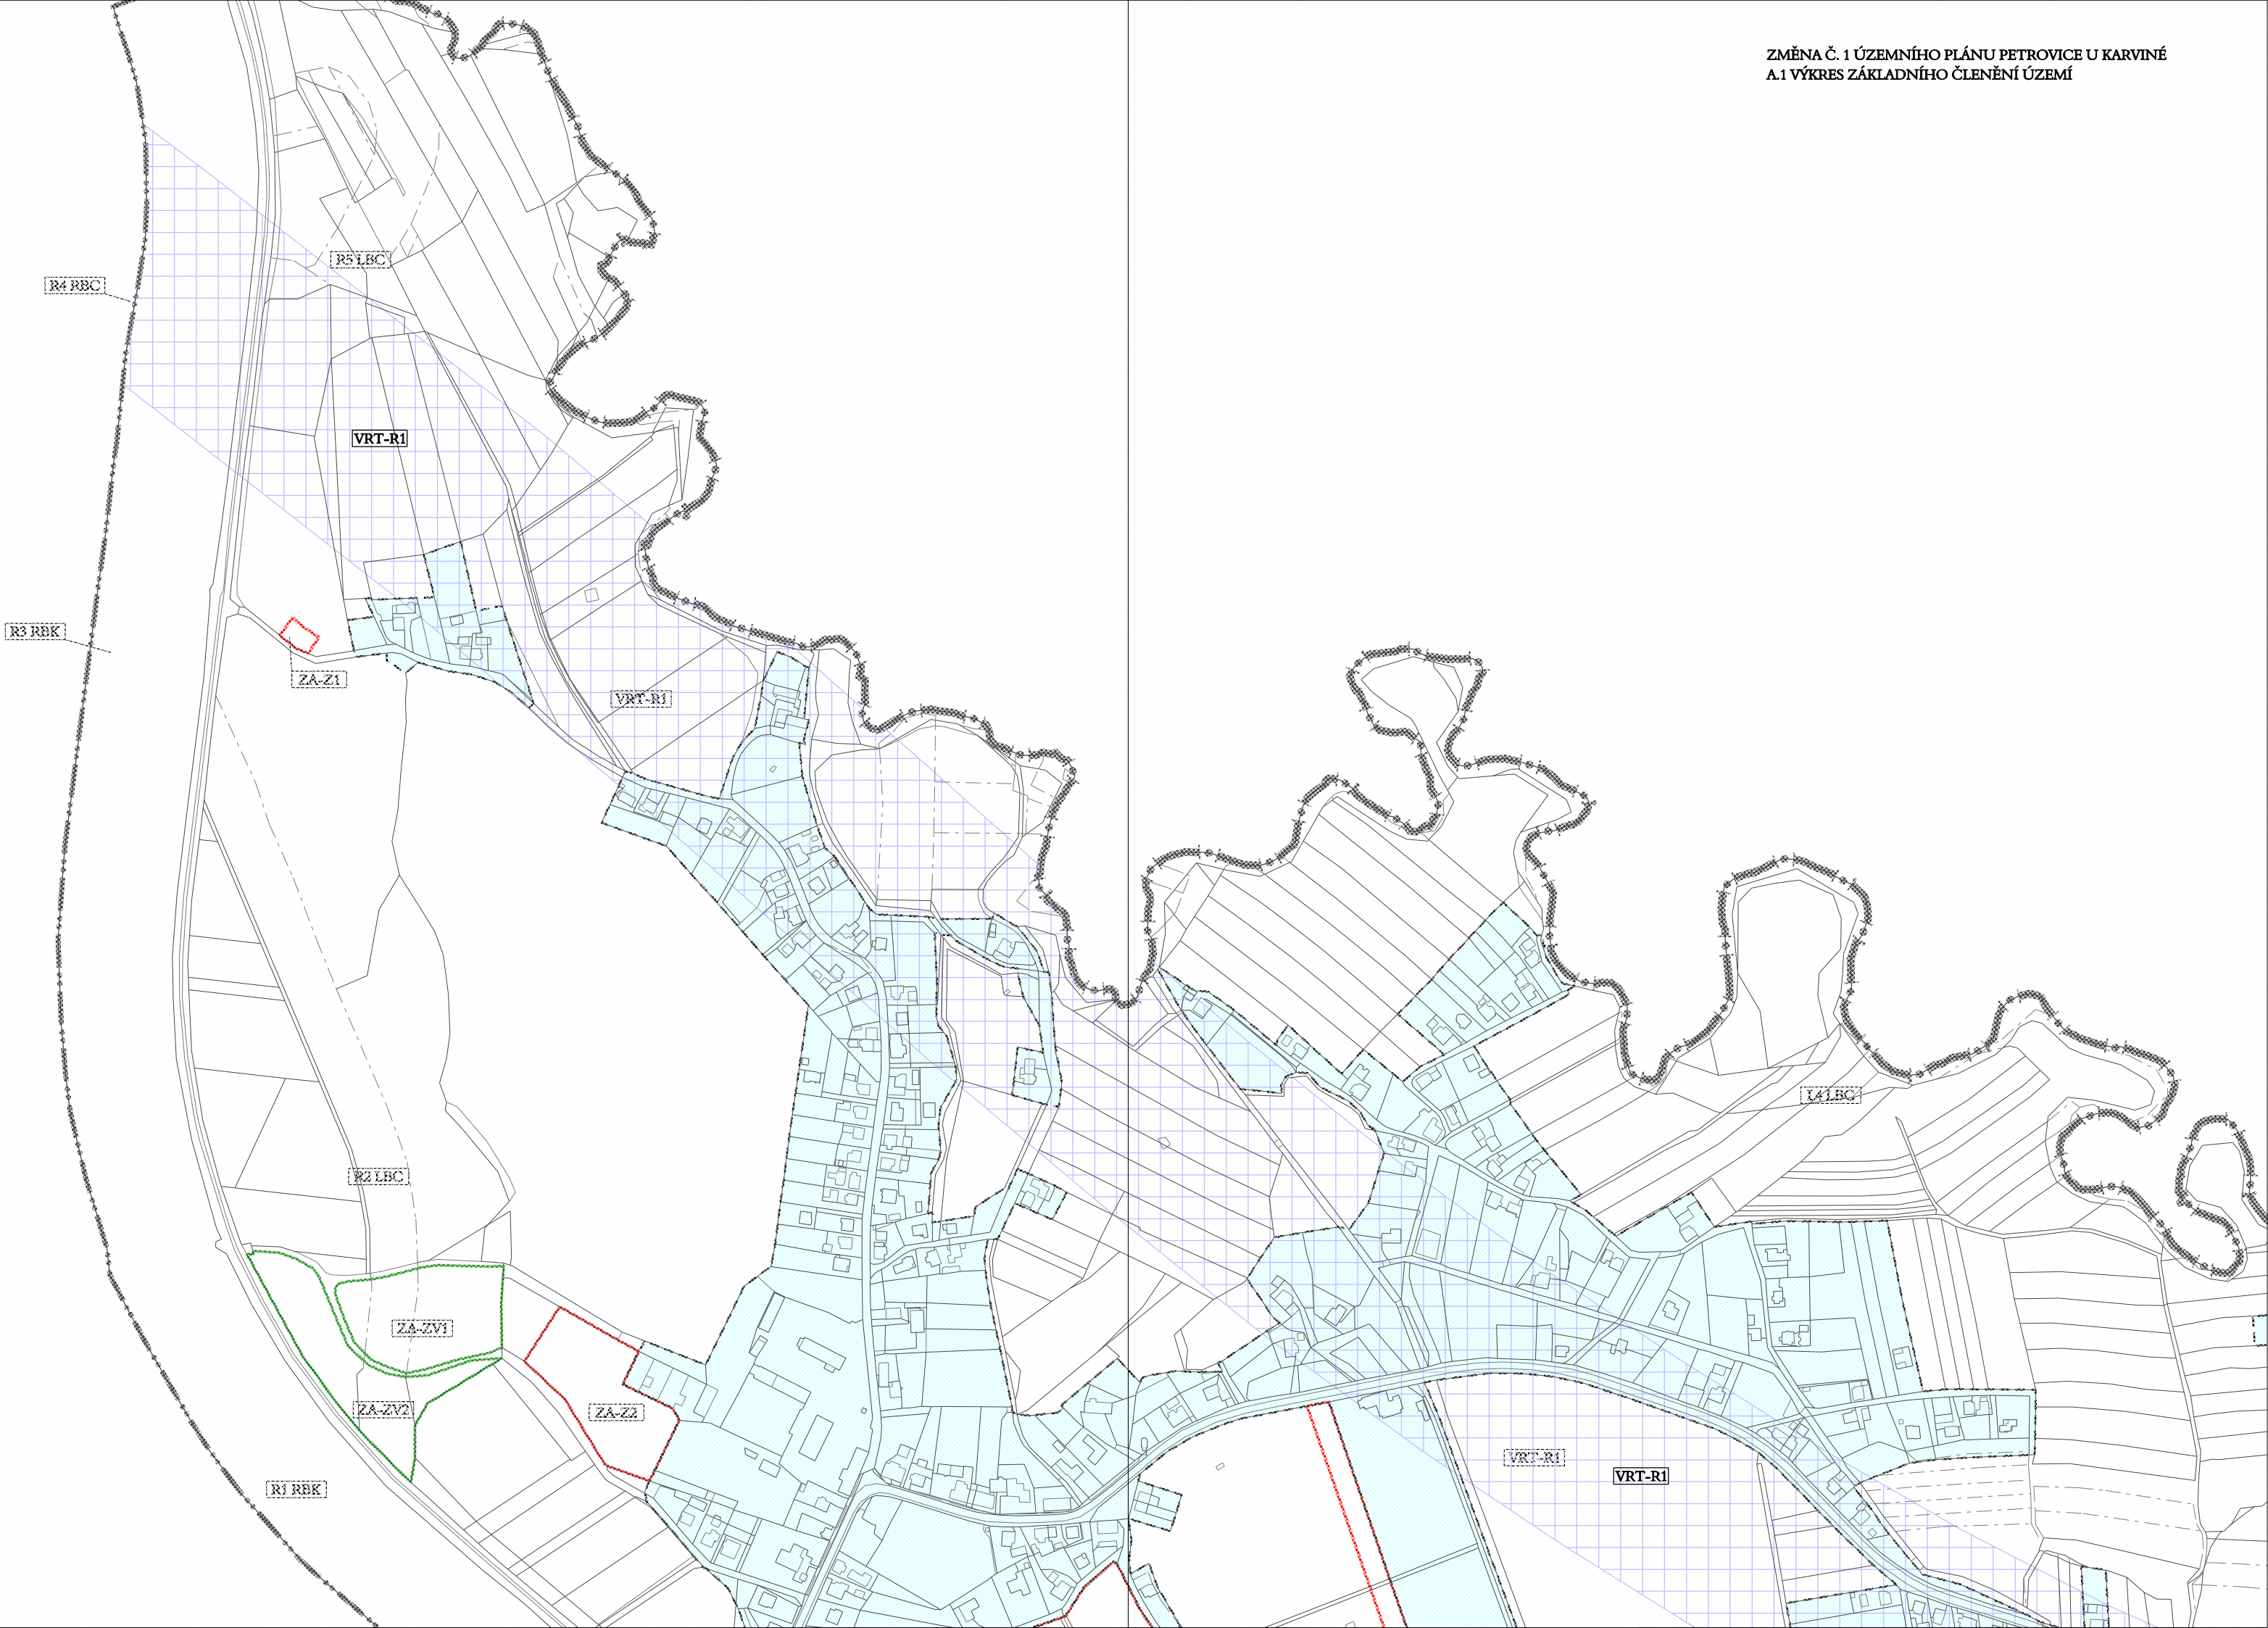 ZMĚNA Č. 1 ÚZEMNÍHO PLÁNU PETROVICE U KARVINÉ
A.1 VÝKRES ZÁKLADNÍHO ČLENĚNÍ ÚZEMÍ
R5 LBC
R4 RBC
VRT-R1
R3 RBK
ZA-Z1
VRT-R1
L4 LBC
R2 LBC
ZA-ZV1
ZA-ZV2
ZA-Z2
VRT-R1
VRT-R1
R1 RBK